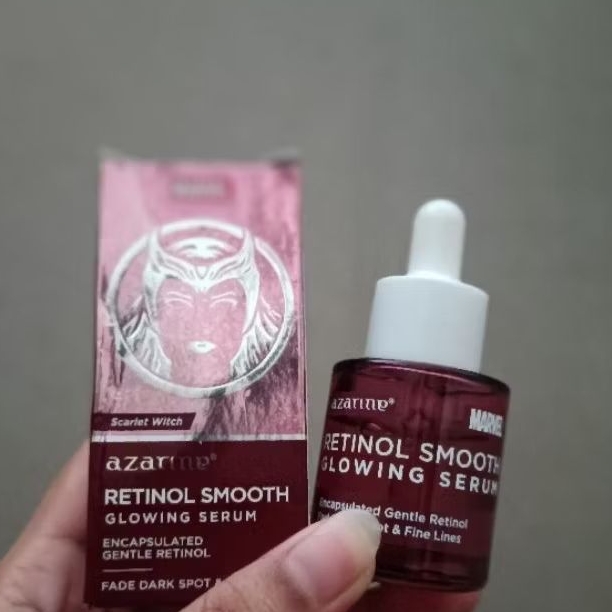 Scarlet Witch
azarine®
RETINOL SMOOTH
GLOWING SERUM
ENCAPSULATED
GENTLE RETINOL
FADE DARK SPOT &
azarine®
MARVEL
RETINOL SMOOTH
GLOWING SERUM
Encapsulated Gentle Retinol
& Fine Lines